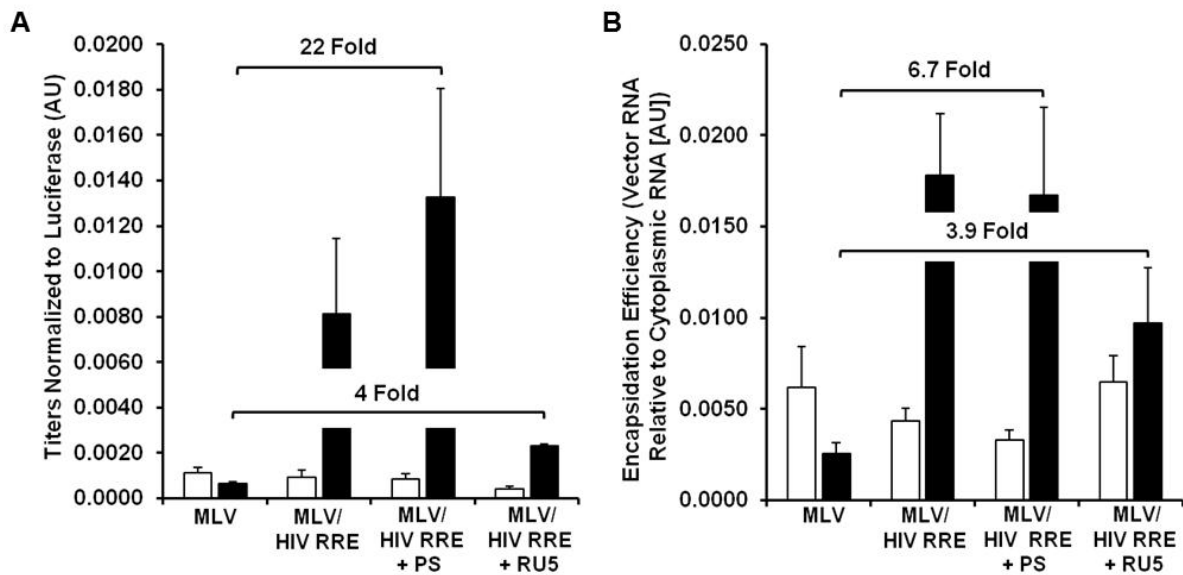 A
Titers Normalized to Luciferase (AU)
0.0200
0.0180
0.0160
0.0140
0.0120
0.0100
0.0080
0.0060
0.0040
0.0020
0.0000
22 Fold
4 Fold
MLV
MLV/
HIV RRE
MLV/
HIV RRE
+ PS
MLV/
HIV RRE
+ RU5
B
Encapsidation Efficiency (Vector RNA
Relative to Cytoplasmic RNA [AU])
0.0250
0.0200
0.0150
0.0100
0.0050
0.0000
6.7 Fold
3.9 Fold
MLV
MLV/
HIV RRE
MLV/
HIV RRE
+ PS
MLV/
HIV RRE
+ RU5